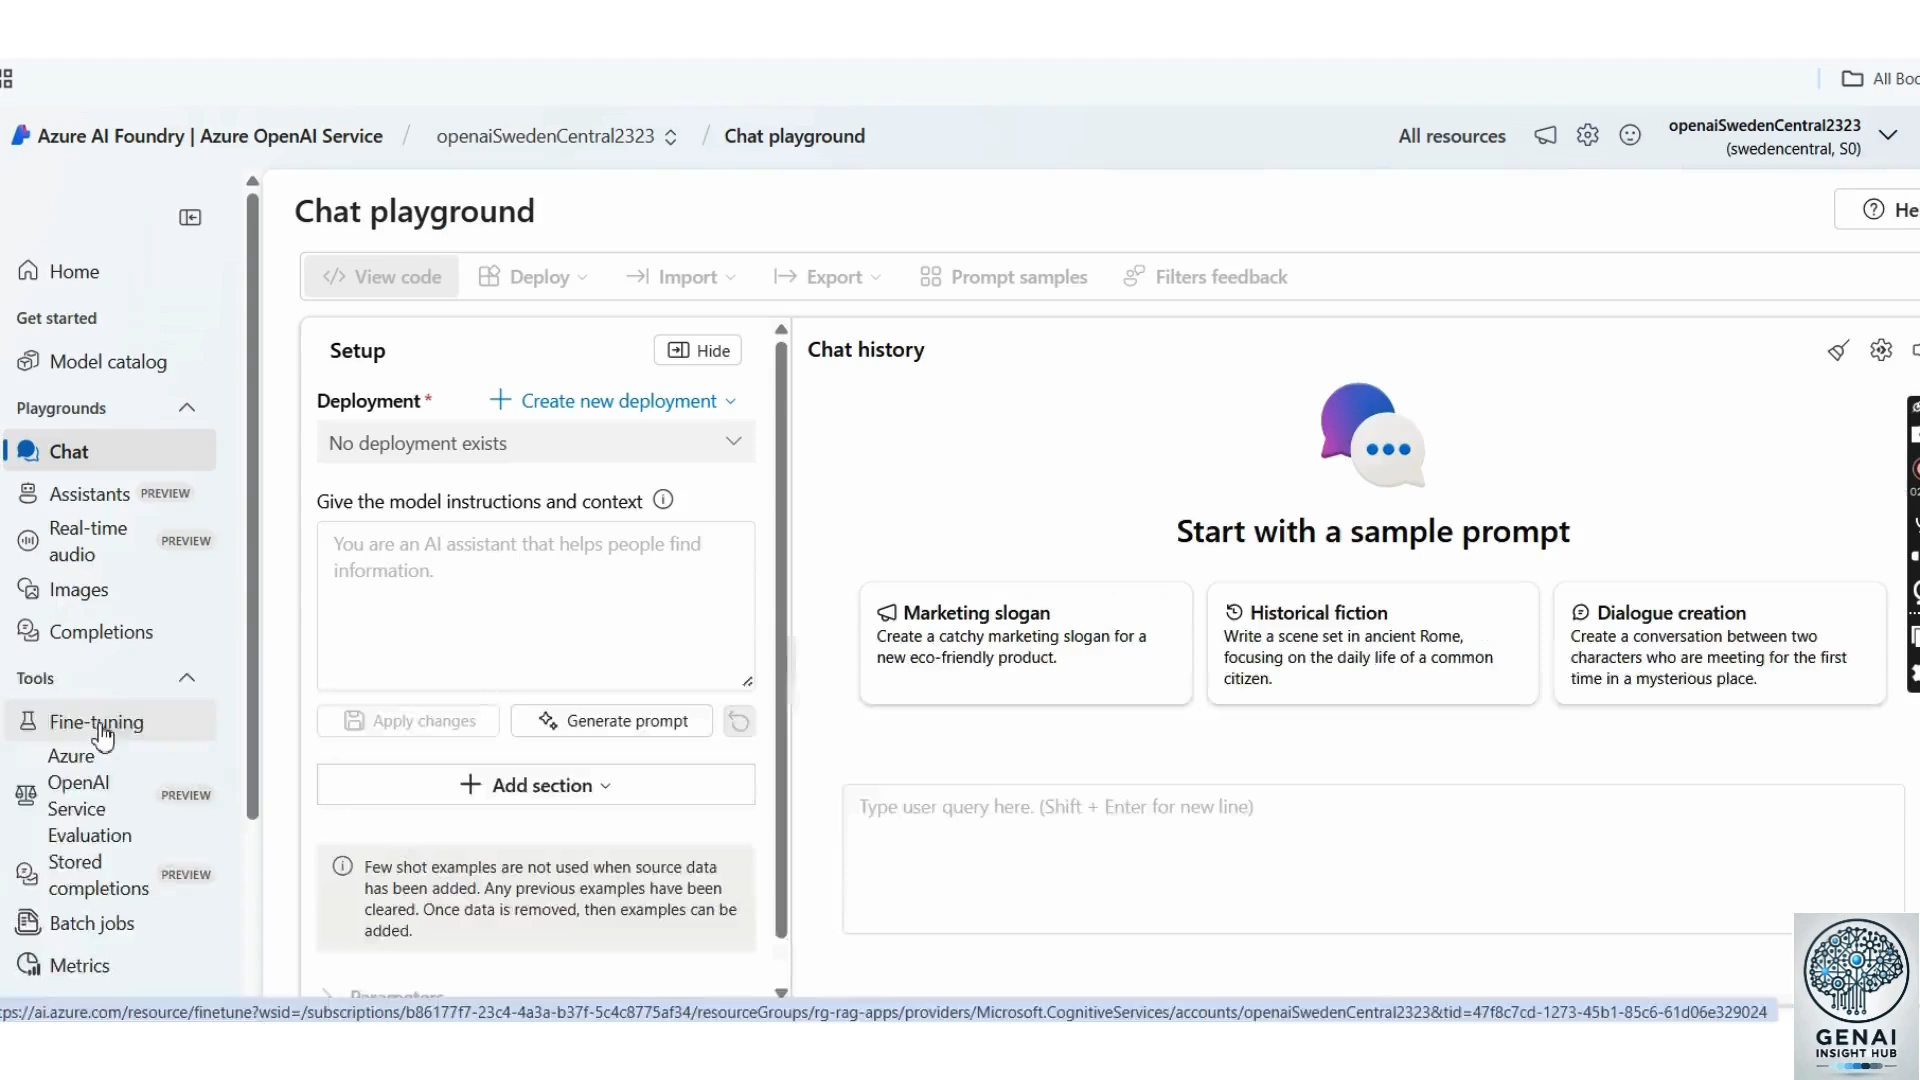 All Boo
Azure AI Foundry | Azure OpenAI Service / openaiSwedenCentral2323 / Chat playground
All resources
openaiSwedenCentral2323
(swedencentral, S0)
Chat playground
He
View code Deploy Import Export Prompt samples Filters feedback
Home
Get started
Model catalog
Playgrounds
Chat
Assistants PREVIEW
Real-time
audio
PREVIEW
Images
Completions
Tools
Fine-tuning
Azure
OpenAI
Service
Evaluation
PREVIEW
Stored
completions
PREVIEW
Batch jobs
Metrics
Setup
Hide
Deployment * + Create new deployment
No deployment exists
Give the model instructions and context
You are an AI assistant that helps people find
information.
Apply changes Generate prompt
+ Add section
Few shot examples are not used when source data
has been added. Any previous examples have been
cleared. Once data is removed, then examples can be
added.
Parameters
Chat history
Start with a sample prompt
Marketing slogan
Create a catchy marketing slogan for a
new eco-friendly product.
Historical fiction
Write a scene set in ancient Rome,
focusing on the daily life of a common
citizen.
Dialogue creation
Create a conversation between two
characters who are meeting for the first
time in a mysterious place.
Type user query here. (Shift + Enter for new line)
ps://ai.azure.com/resource/finetune?wsid=/subscriptions/b86177f7-23c4-4a3a-b37f-5c4c8775af34/resourceGroups/rg-rag-apps/providers/Microsoft.CognitiveServices/accounts/openaiSwedenCentral2323&tid=47f8c7cd-1273-45b1-85c6-61d06e329024
GENAI
INSIGHT HUB